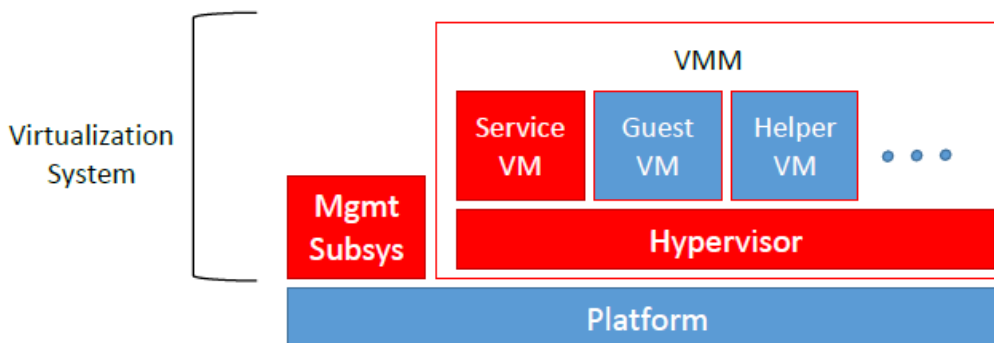 VMM
Virtualization
System
Service
VM
Guest
VM
Helper
VM
Mgmt
Subsys
Hypervisor
Platform